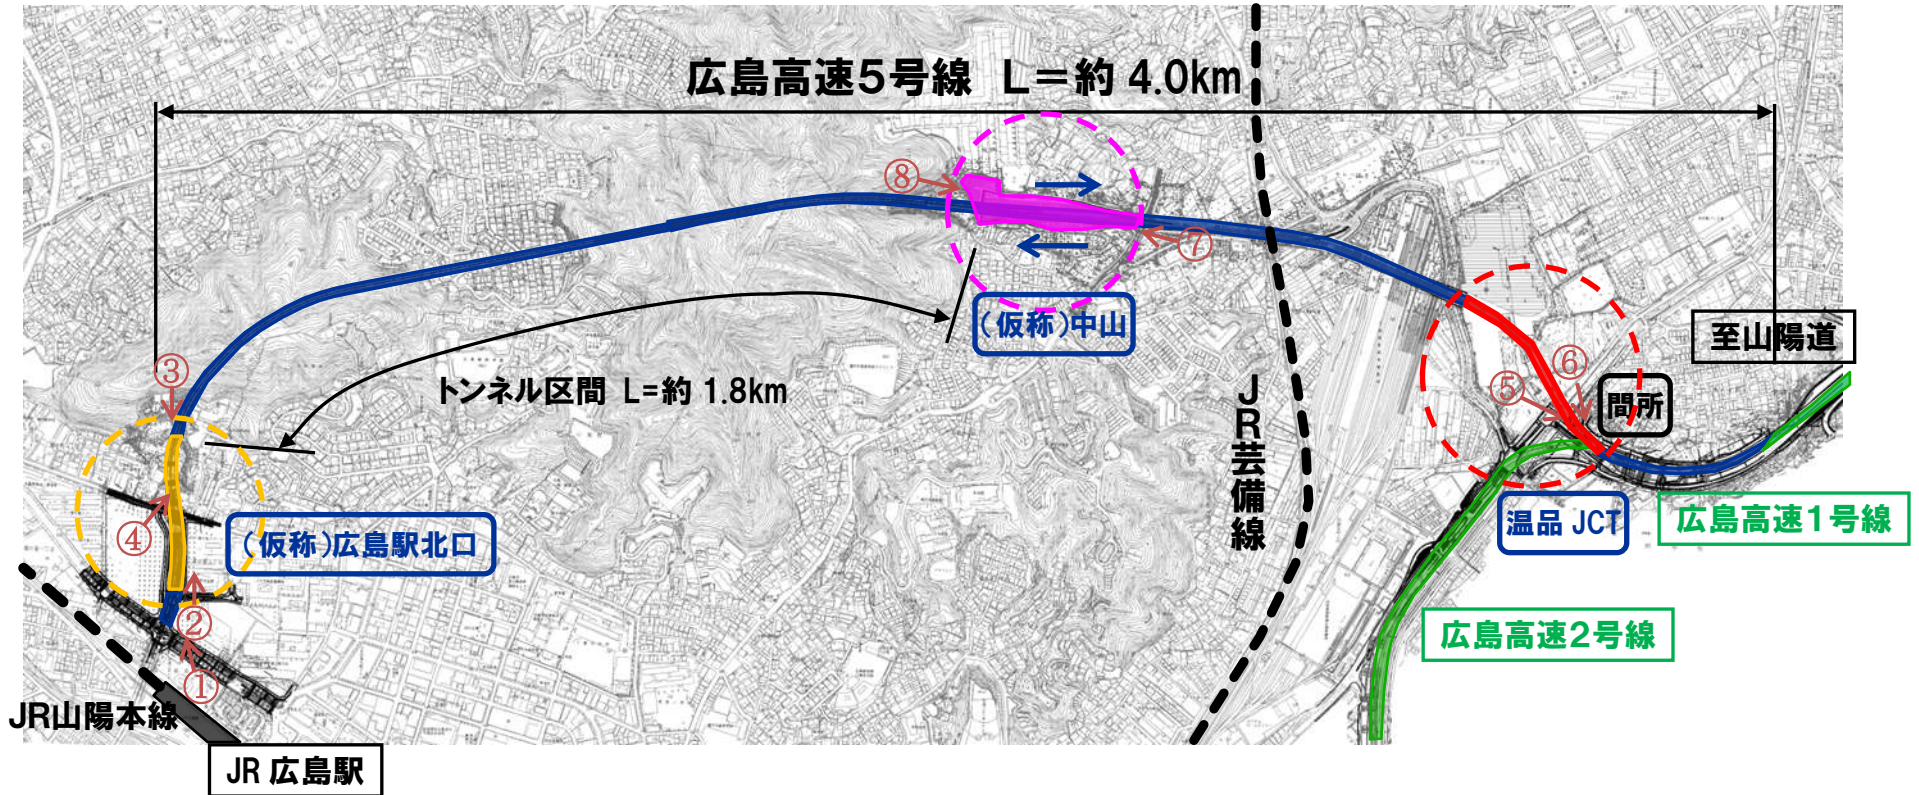 広島高速5号線 L=約 4.0km
⑧
⑦
(仮称)中山
至山陽道
③
トンネル区間 L=約 1.8km
⑥
⑤
間所
JR芸備線
④
(仮称)広島駅北口
温品 JCT
広島高速1号線
②
広島高速2号線
①
JR山陽本線
JR 広島駅